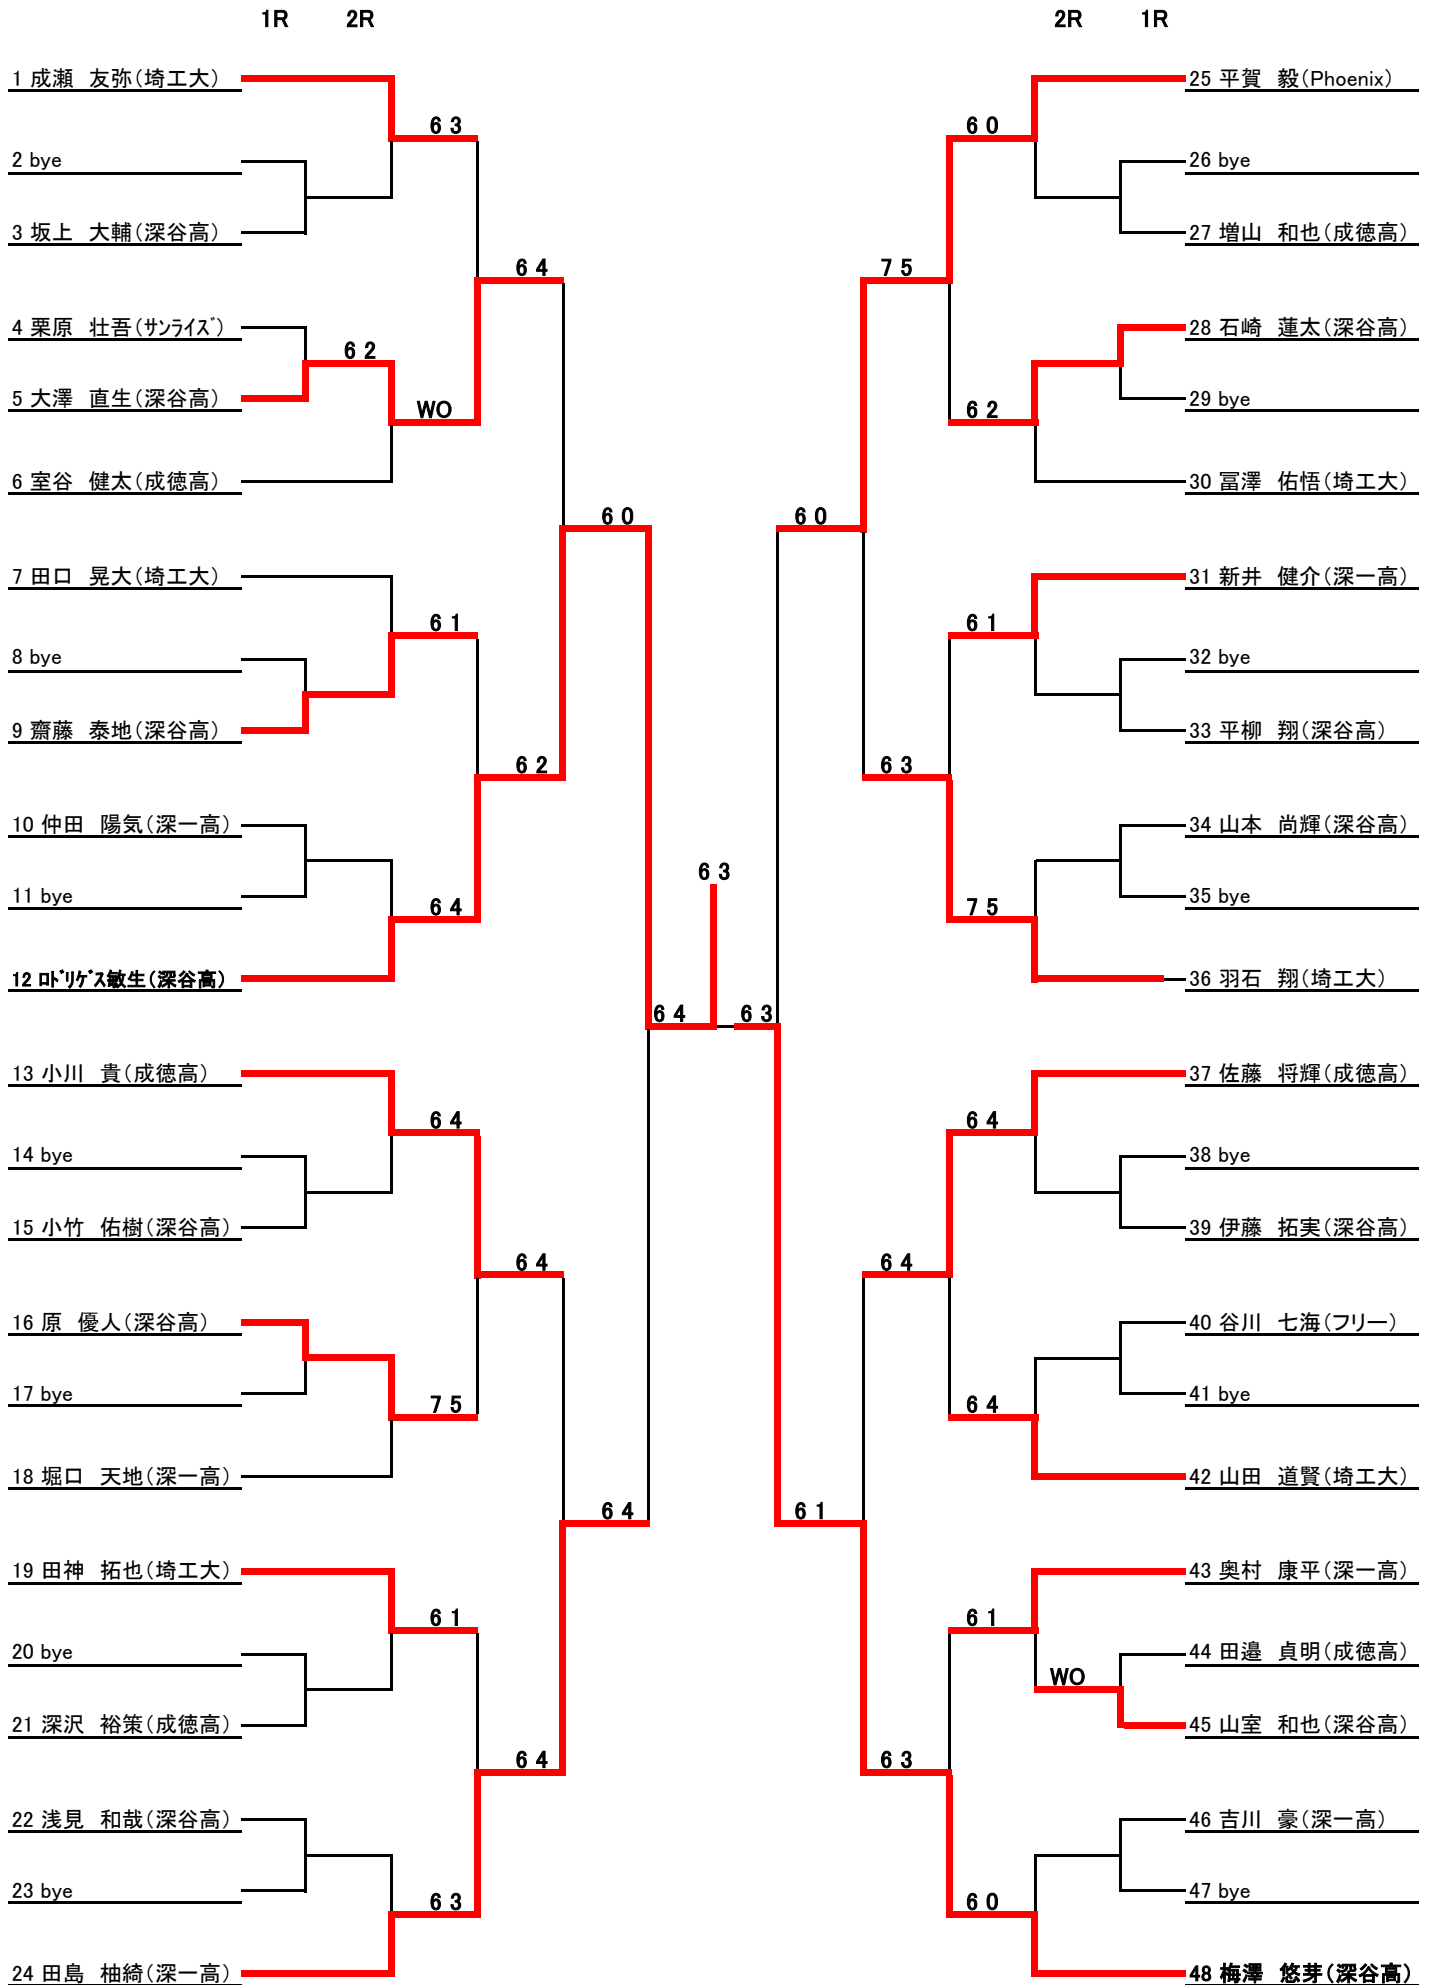 1R 2R 2R 1R
1 成瀬 友弥(埼工大)
6 3
2 bye
3 坂上 大輔(深谷高)
6 4
4 栗原 壮吾(ｻﾝﾗｲｽﾞ)
6 2
5 大澤 直生(深谷高)
WO
6 室谷 健太(成徳高)
6 0
7 田口 晃大(埼工大)
6 1
8 bye
9 齋藤 泰地(深谷高)
6 2
10 仲田 陽気(深一高)
11 bye
6 4
12 ﾛﾄﾞﾘｹﾞｽ敏生(深谷高)
6 4
13 小川 貴(成徳高)
6 4
14 bye
15 小竹 佑樹(深谷高)
6 4
16 原 優人(深谷高)
17 bye
7 5
18 堀口 天地(深一高)
6 4
19 田神 拓也(埼工大)
6 1
20 bye
21 深沢 裕策(成徳高)
6 4
22 浅見 和哉(深谷高)
23 bye
6 3
24 田島 柚綺(深一高)
6 3
25 平賀 毅(Phoenix)
6 0
26 bye
27 増山 和也(成徳高)
7 5
28 石崎 蓮太(深谷高)
29 bye
6 2
30 冨澤 佑悟(埼工大)
6 0
31 新井 健介(深一高)
6 1
32 bye
33 平柳 翔(深谷高)
6 3
34 山本 尚輝(深谷高)
35 bye
7 5
36 羽石 翔(埼工大)
6 3
37 佐藤 将輝(成徳高)
6 4
38 bye
39 伊藤 拓実(深谷高)
6 4
40 谷川 七海(フリー)
41 bye
6 4
42 山田 道賢(埼工大)
6 1
43 奥村 康平(深一高)
6 1
44 田邉 貞明(成徳高)
WO
45 山室 和也(深谷高)
6 3
46 吉川 豪(深一高)
47 bye
6 0
48 梅澤 悠芽(深谷高)